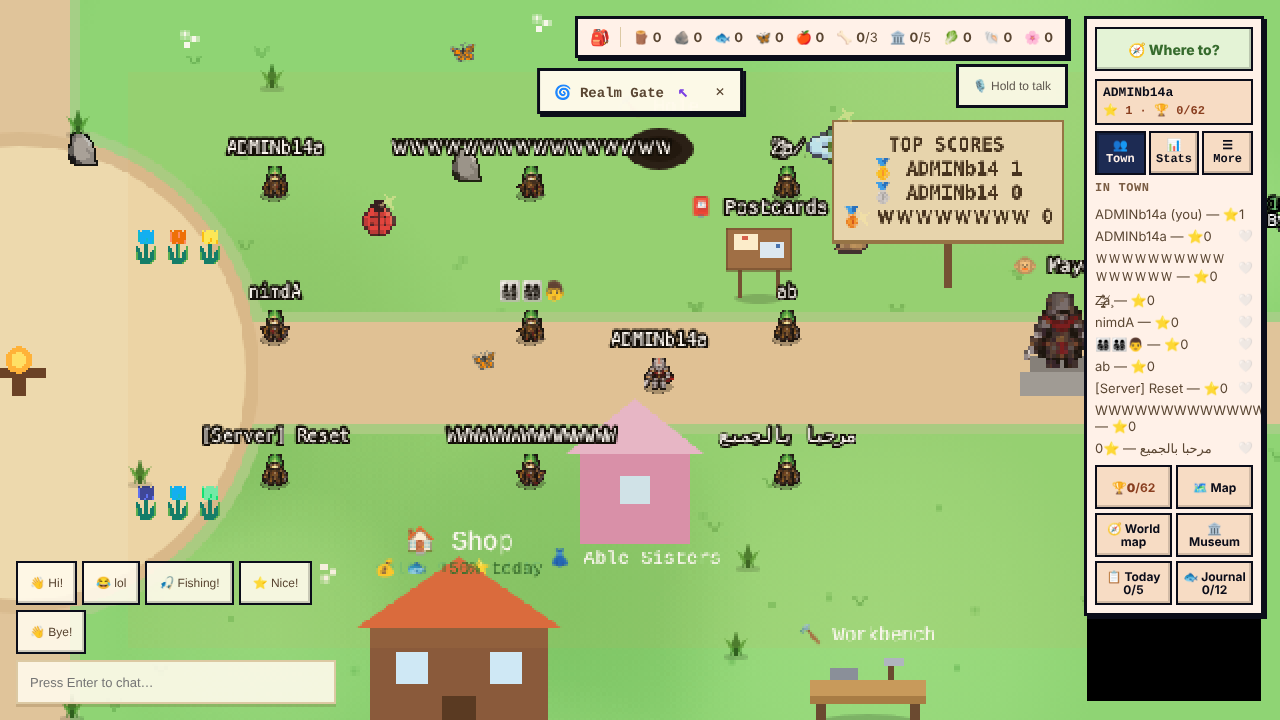 0
0
0
0
0
0/3
0/5
0
0
0
Where to?
Realm Gate
×
Hold to talk
ADMINb14a
1 · 0/62
Town
Stats
More
IN TOWN
ADMINb14a (you) — 1
ADMINb14a — 0
WWWWWWWWWW
WWWWWW — 0
— 0
nimdA — 0
— 0
ab — 0
[Server] Reset — 0
— 0
مرحبا بالجميع — 0
0/62
Map
World map
Museum
Today 0/5
Journal 0/12
TOP SCORES
ADMINb14 1
ADMINb14 0
WWWWWWWW 0
ADMINb14a
Postcards
nimdA
ab
ADMINb14a
[Server] Reset
مرحبا بالجميع
Shop
today
Able Sisters
Workbench
Hi!
lol
Fishing!
Nice!
Bye!
Press Enter to chat…